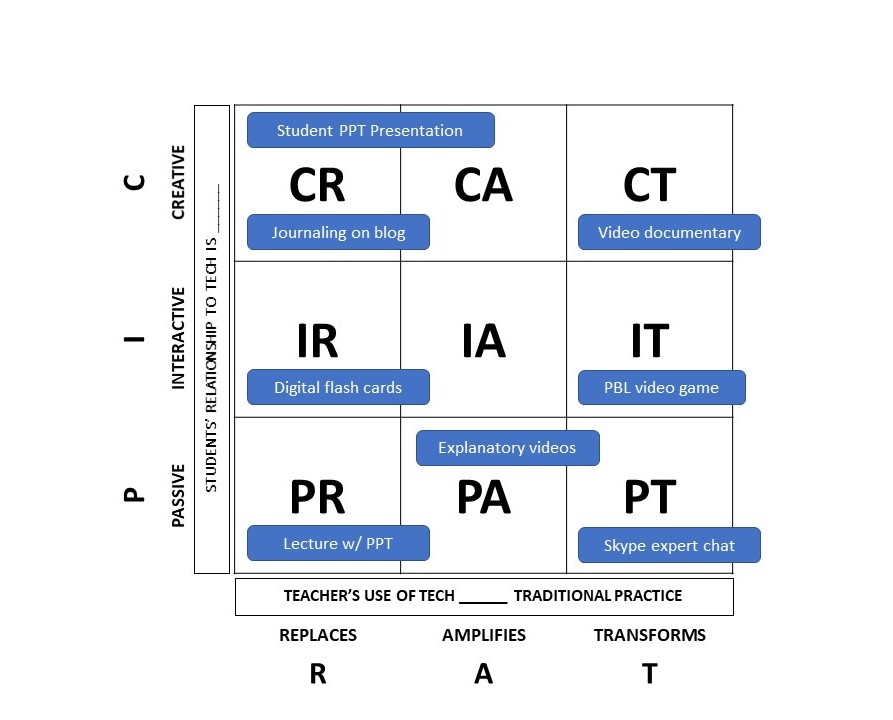 Student PPT Presentation
CR CA CT
Journaling on blog Video documentary
C
CREATIVE
IR IA IT
Digital flash cards PBL video game
I
INTERACTIVE
STUDENTS' RELATIONSHIP TO TECH IS _______
Explanatory videos
PR PA PT
Lecture w/ PPT Skype expert chat
P
PASSIVE
TEACHER’S USE OF TECH ______ TRADITIONAL PRACTICE
REPLACES AMPLIFIES TRANSFORMS
R A T